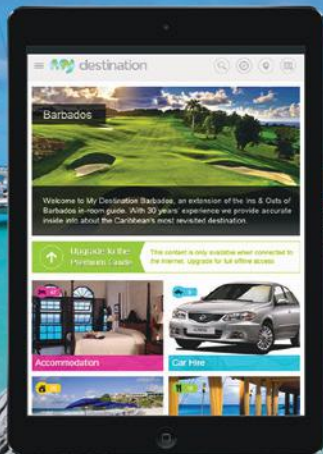 My destination
Barbados
Welcome to My Destination Barbados, an extension of the Ins & Outs of
Barbados in-room guide. With 30 years' experience we provide accurate
inside info about the Caribbean's most revisited destination.
Upgrade to the
Premium Guide
This content is only available when connected to
the internet. Upgrade for full offline access.
Accommodation
Car Hire